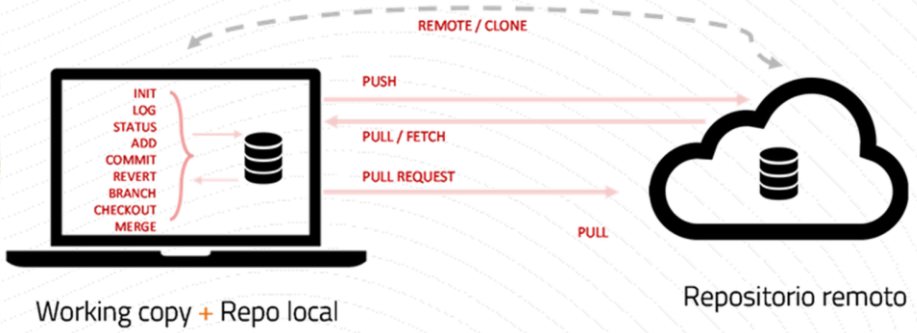 REMOTE / CLONE
INIT
LOG
STATUS
ADD
COMMIT
REVERT
BRANCH
CHECKOUT
MERGE
PUSH
PULL / FETCH
PULL REQUEST
PULL
Working copy + Repo local
Repositorio remoto